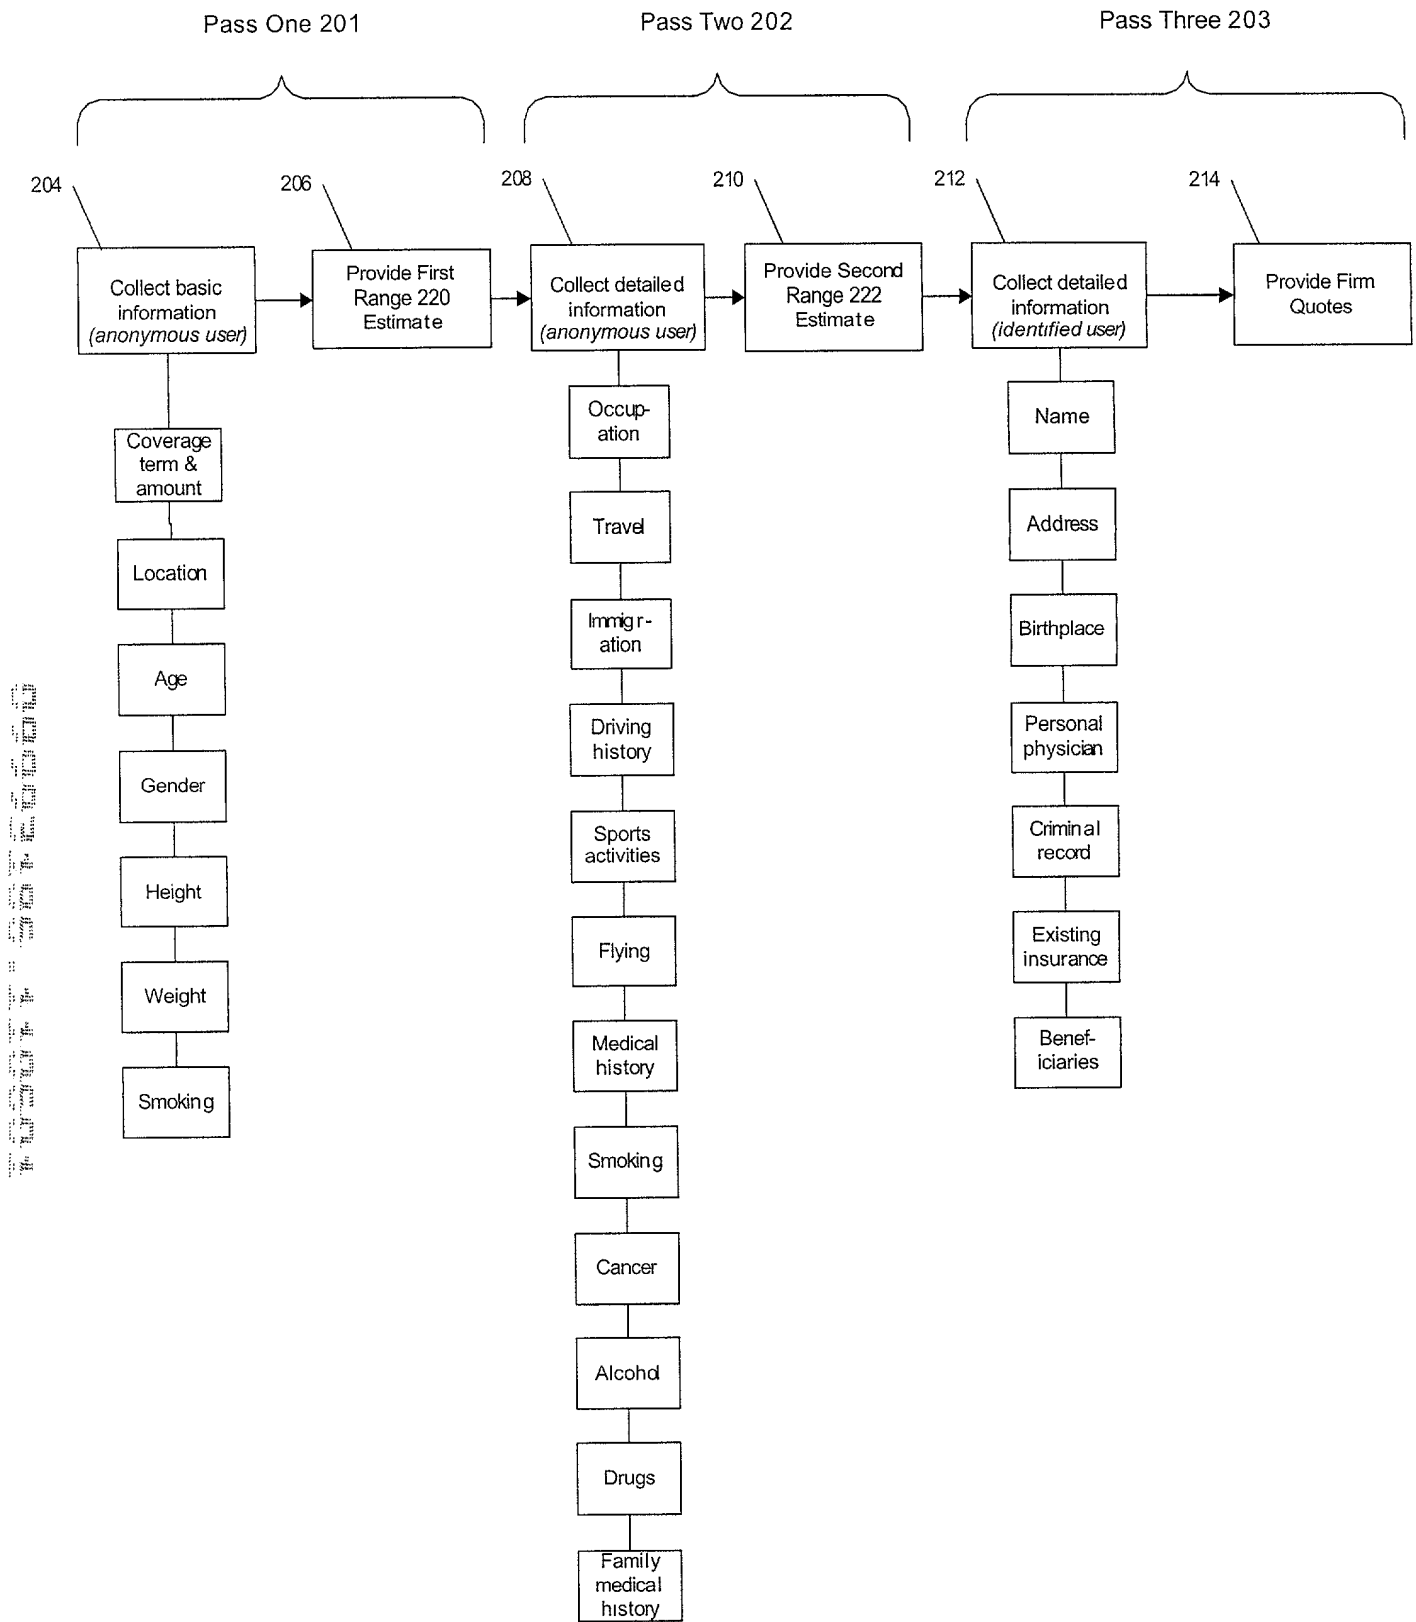 Pass One 201
Pass Two 202
Pass Three 203
204
206
208
210
212
214
Collect basic
information
(anonymous user)
Provide First
Range 220
Estimate
Collect detailed
information
(anonymous user)
Provide Second
Range 222
Estimate
Collect detailed
information
(identified user)
Provide Firm
Quotes
Coverage
term &
amount
Location
Age
Gender
Height
Weight
Smoking
Occup-
ation
Travel
Immigr-
ation
Driving
history
Sports
activities
Flying
Medical
history
Smoking
Cancer
Alcohol
Drugs
Family
medical
history
Name
Address
Birthplace
Personal
physician
Criminal
record
Existing
insurance
Benef-
iciaries